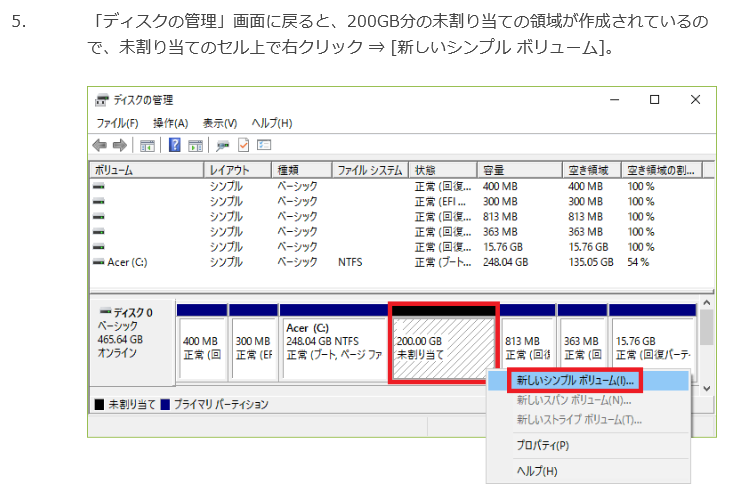 5. 「ディスクの管理」画面に戻ると、200GB分の未割り当ての領域が作成されているの
で、未割り当てのセル上で右クリック ⇒ [新しいシンプル ボリューム]。
ディスクの管理
ファイル(F) 操作(A) 表示(V) ヘルプ(H)
ボリューム レイアウト 種類 ファイル システム 状態 容量 空き領域 空き領域の割...
シンプル ベーシック 正常 (回復... 400 MB 400 MB 100 %
シンプル ベーシック 正常 (EFI ... 300 MB 300 MB 100 %
シンプル ベーシック 正常 (回復... 813 MB 813 MB 100 %
シンプル ベーシック 正常 (回復... 363 MB 363 MB 100 %
シンプル ベーシック 正常 (回復... 15.76 GB 15.76 GB 100 %
Acer (C:) シンプル ベーシック NTFS 正常 (ブート... 248.04 GB 135.05 GB 54 %
ディスク 0
ベーシック
465.64 GB
オンライン
400 MB
正常 (回
300 MB
正常 (EF
Acer (C:)
248.04 GB NTFS
正常 (ブート, ページ ファ
200.00 GB
未割り当て
813 MB
正常 (回復
363 MB
正常 (回
15.76 GB
正常 (回復パーテ
新しいシンプル ボリューム(I)...
新しいスパン ボリューム(N)...
新しいストライプ ボリューム(T)...
プロパティ(P)
ヘルプ(H)
未割り当て プライマリ パーティション